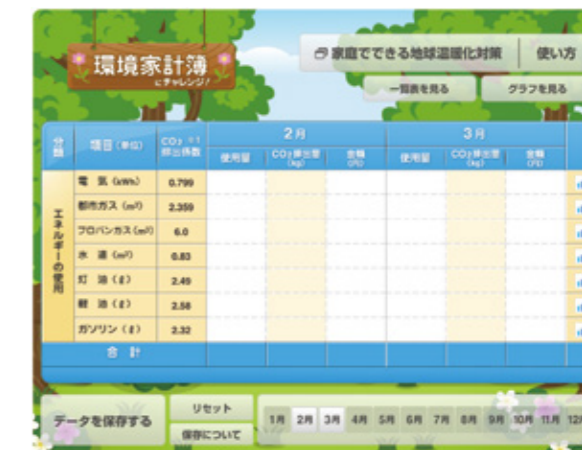 環境家計簿
にチャレンジ!
家庭でできる地球温暖化対策 使い方
一覧表を見る グラフを見る
分類 項目(単位) CO2 ※1 排出係数 2月 3月
使用量 CO2排出量(kg) 金額(円) 使用量 CO2排出量(kg) 金額(円)
エネルギーの使用
電 気 (kWh) 0.799
都市ガス (m³) 2.359
プロパンガス (m³) 6.0
水 道 (m³) 0.83
灯 油 (ℓ) 2.49
軽 油 (ℓ) 2.58
ガソリン (ℓ) 2.32
合 計
データを保存する
リセット
保存について
1月 2月 3月 4月 5月 6月 7月 8月 9月 10月 11月 12月